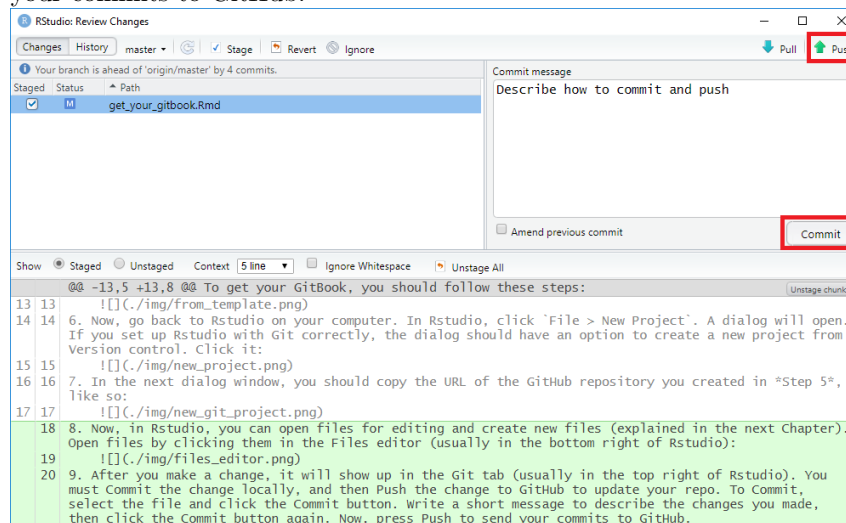 your commits to GitHub.
RStudio: Review Changes
Changes History master Stage Revert Ignore Pull Pus
Your branch is ahead of 'origin/master' by 4 commits.
Commit message
Staged Status Path
Describe how to commit and push
M get_your_gitbook.Rmd
Amend previous commit
Commit
Show Staged Unstaged Context 5 line Ignore Whitespace Unstage All
@@ -13,5 +13,8 @@ To get your GitBook, you should follow these steps:
Unstage chunk
13 13 ![](./img/from_template.png)
14 14 6. Now, go back to Rstudio on your computer. In Rstudio, click `File > New Project`. A dialog will open.
If you set up Rstudio with Git correctly, the dialog should have an option to create a new project from
Version control. Click it:
15 15 ![](./img/new_project.png)
16 16 7. In the next dialog window, you should copy the URL of the GitHub repository you created in *Step 5*,
like so:
17 17 ![](./img/new_git_project.png)
18 8. Now, in Rstudio, you can open files for editing and create new files (explained in the next Chapter).
Open files by clicking them in the Files editor (usually in the bottom right of Rstudio):
19 ![](./img/files_editor.png)
20 9. After you make a change, it will show up in the Git tab (usually in the top right of Rstudio). You
must Commit the change locally, and then Push the change to GitHub to update your repo. To Commit,
select the file and click the Commit button. Write a short message to describe the changes you made,
then click the Commit button again. Now, press Push to send your commits to GitHub.